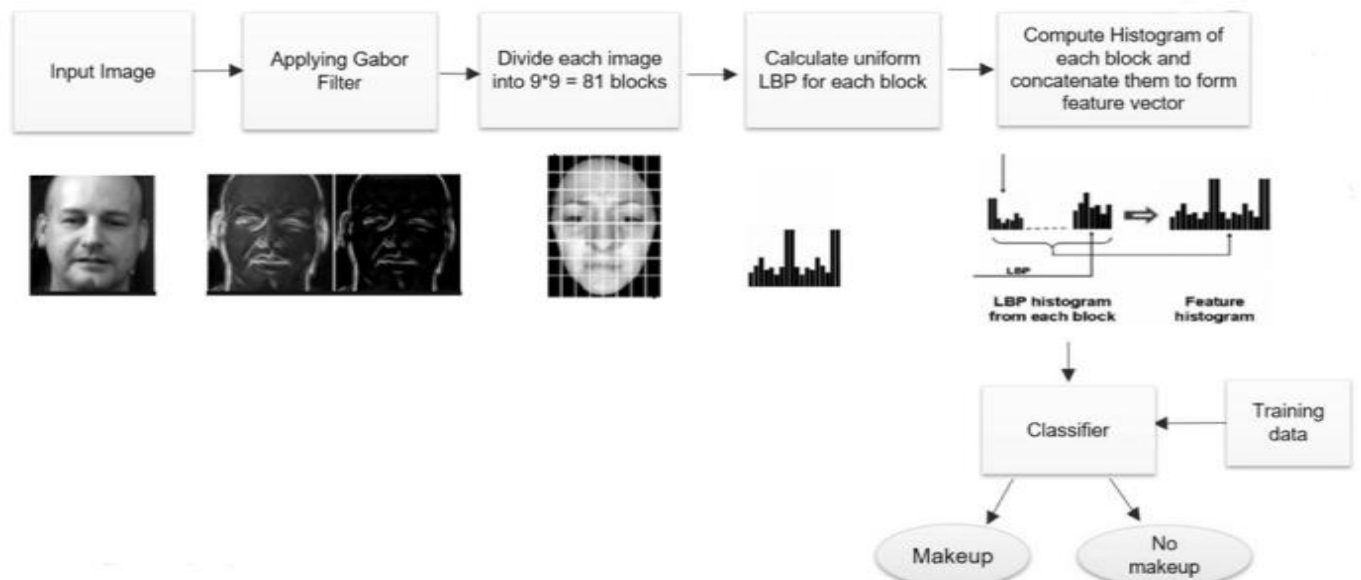 Input Image
Applying Gabor
Filter
Divide each image
into 9*9 = 81 blocks
Calculate uniform
LBP for each block
Compute Histogram of
each block and
concatenate them to form
feature vector
LBP
LBP histogram
from each block
Feature
histogram
Classifier
Training
data
Makeup
No
makeup